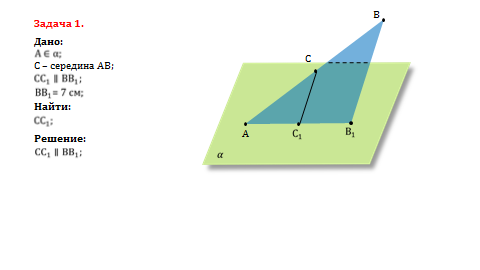 Задача 1.
Дано:
A ∈ α;
C – середина AB;
CC₁ ∥ BB₁;
BB₁ = 7 см;
Найти:
CC₁;
Решение:
CC₁ ∥ BB₁;
B
C
A
C₁
B₁
α